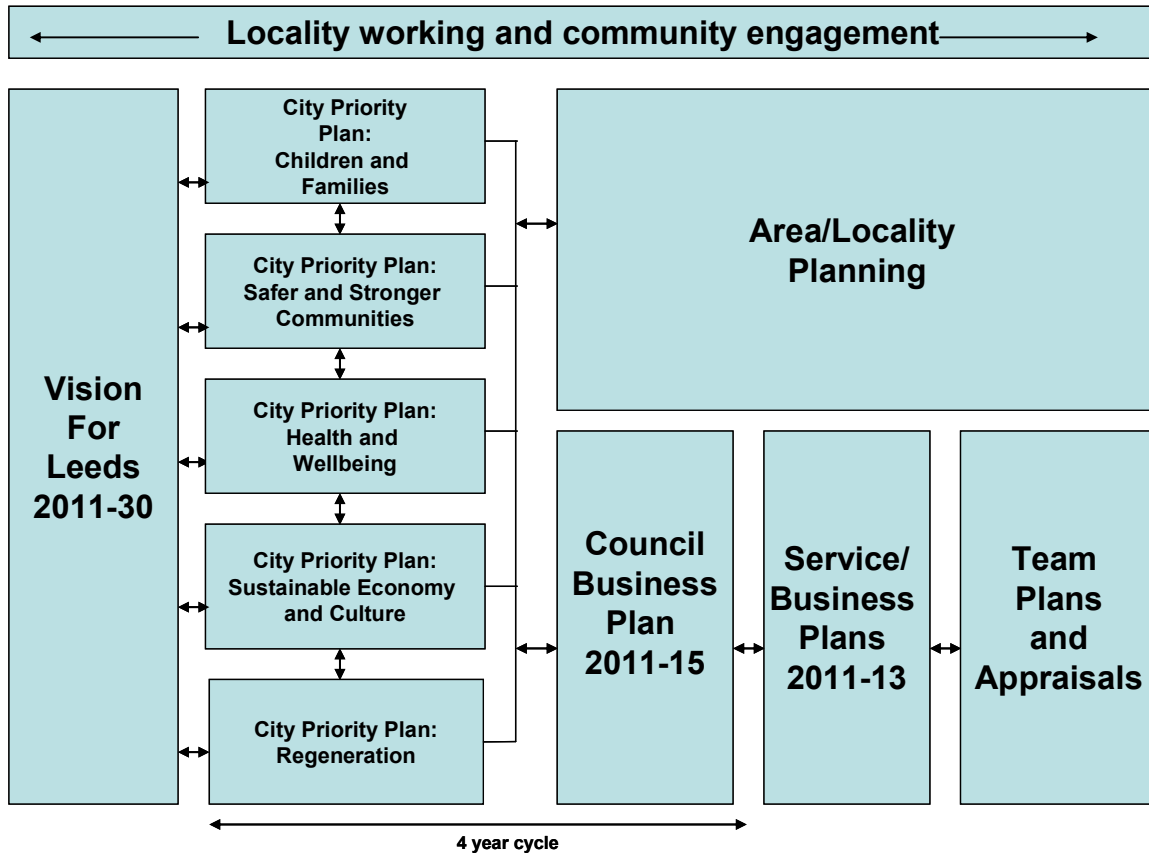 Locality working and community engagement
Vision
For
Leeds
2011-30
City Priority
Plan:
Children and
Families
City Priority Plan:
Safer and Stronger
Communities
City Priority Plan:
Health and
Wellbeing
City Priority Plan:
Sustainable Economy
and Culture
City Priority Plan:
Regeneration
Area/Locality
Planning
Council
Business
Plan
2011-15
Service/
Business
Plans
2011-13
Team
Plans
and
Appraisals
4 year cycle